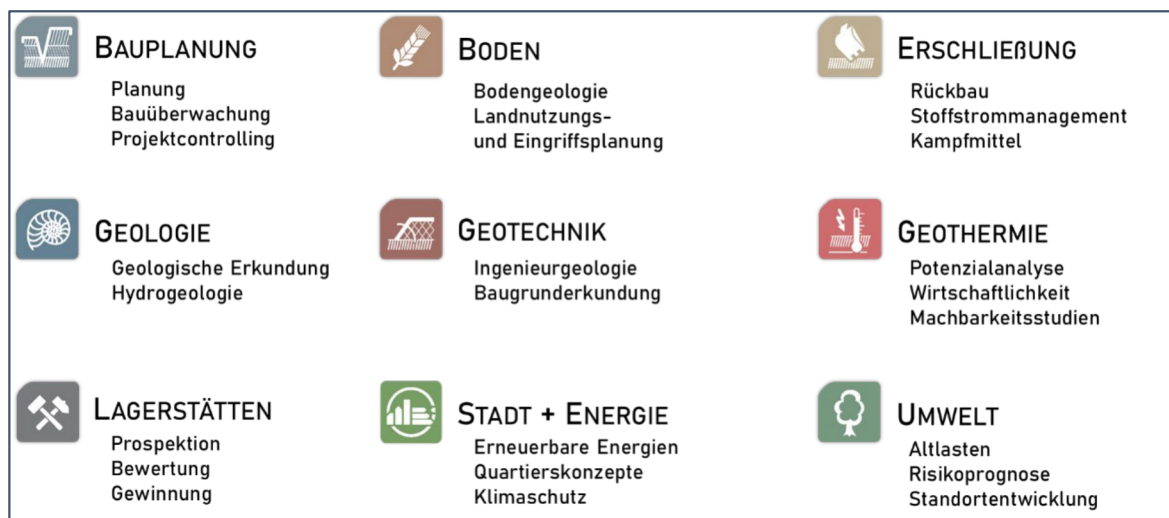 BAUPLANUNG
Planung
Bauüberwachung
Projektcontrolling
BODEN
Bodengeologie
Landnutzungs-
und Eingriffsplanung
ERSCHLIEßUNG
Rückbau
Stoffstrommanagement
Kampfmittel
GEOLOGIE
Geologische Erkundung
Hydrogeologie
GEOTECHNIK
Ingenieurgeologie
Baugrunderkundung
GEOTHERMIE
Potenzialanalyse
Wirtschaftlichkeit
Machbarkeitsstudien
LAGERSTÄTTEN
Prospektion
Bewertung
Gewinnung
STADT + ENERGIE
Erneuerbare Energien
Quartierskonzepte
Klimaschutz
UMWELT
Altlasten
Risikoprognose
Standortentwicklung